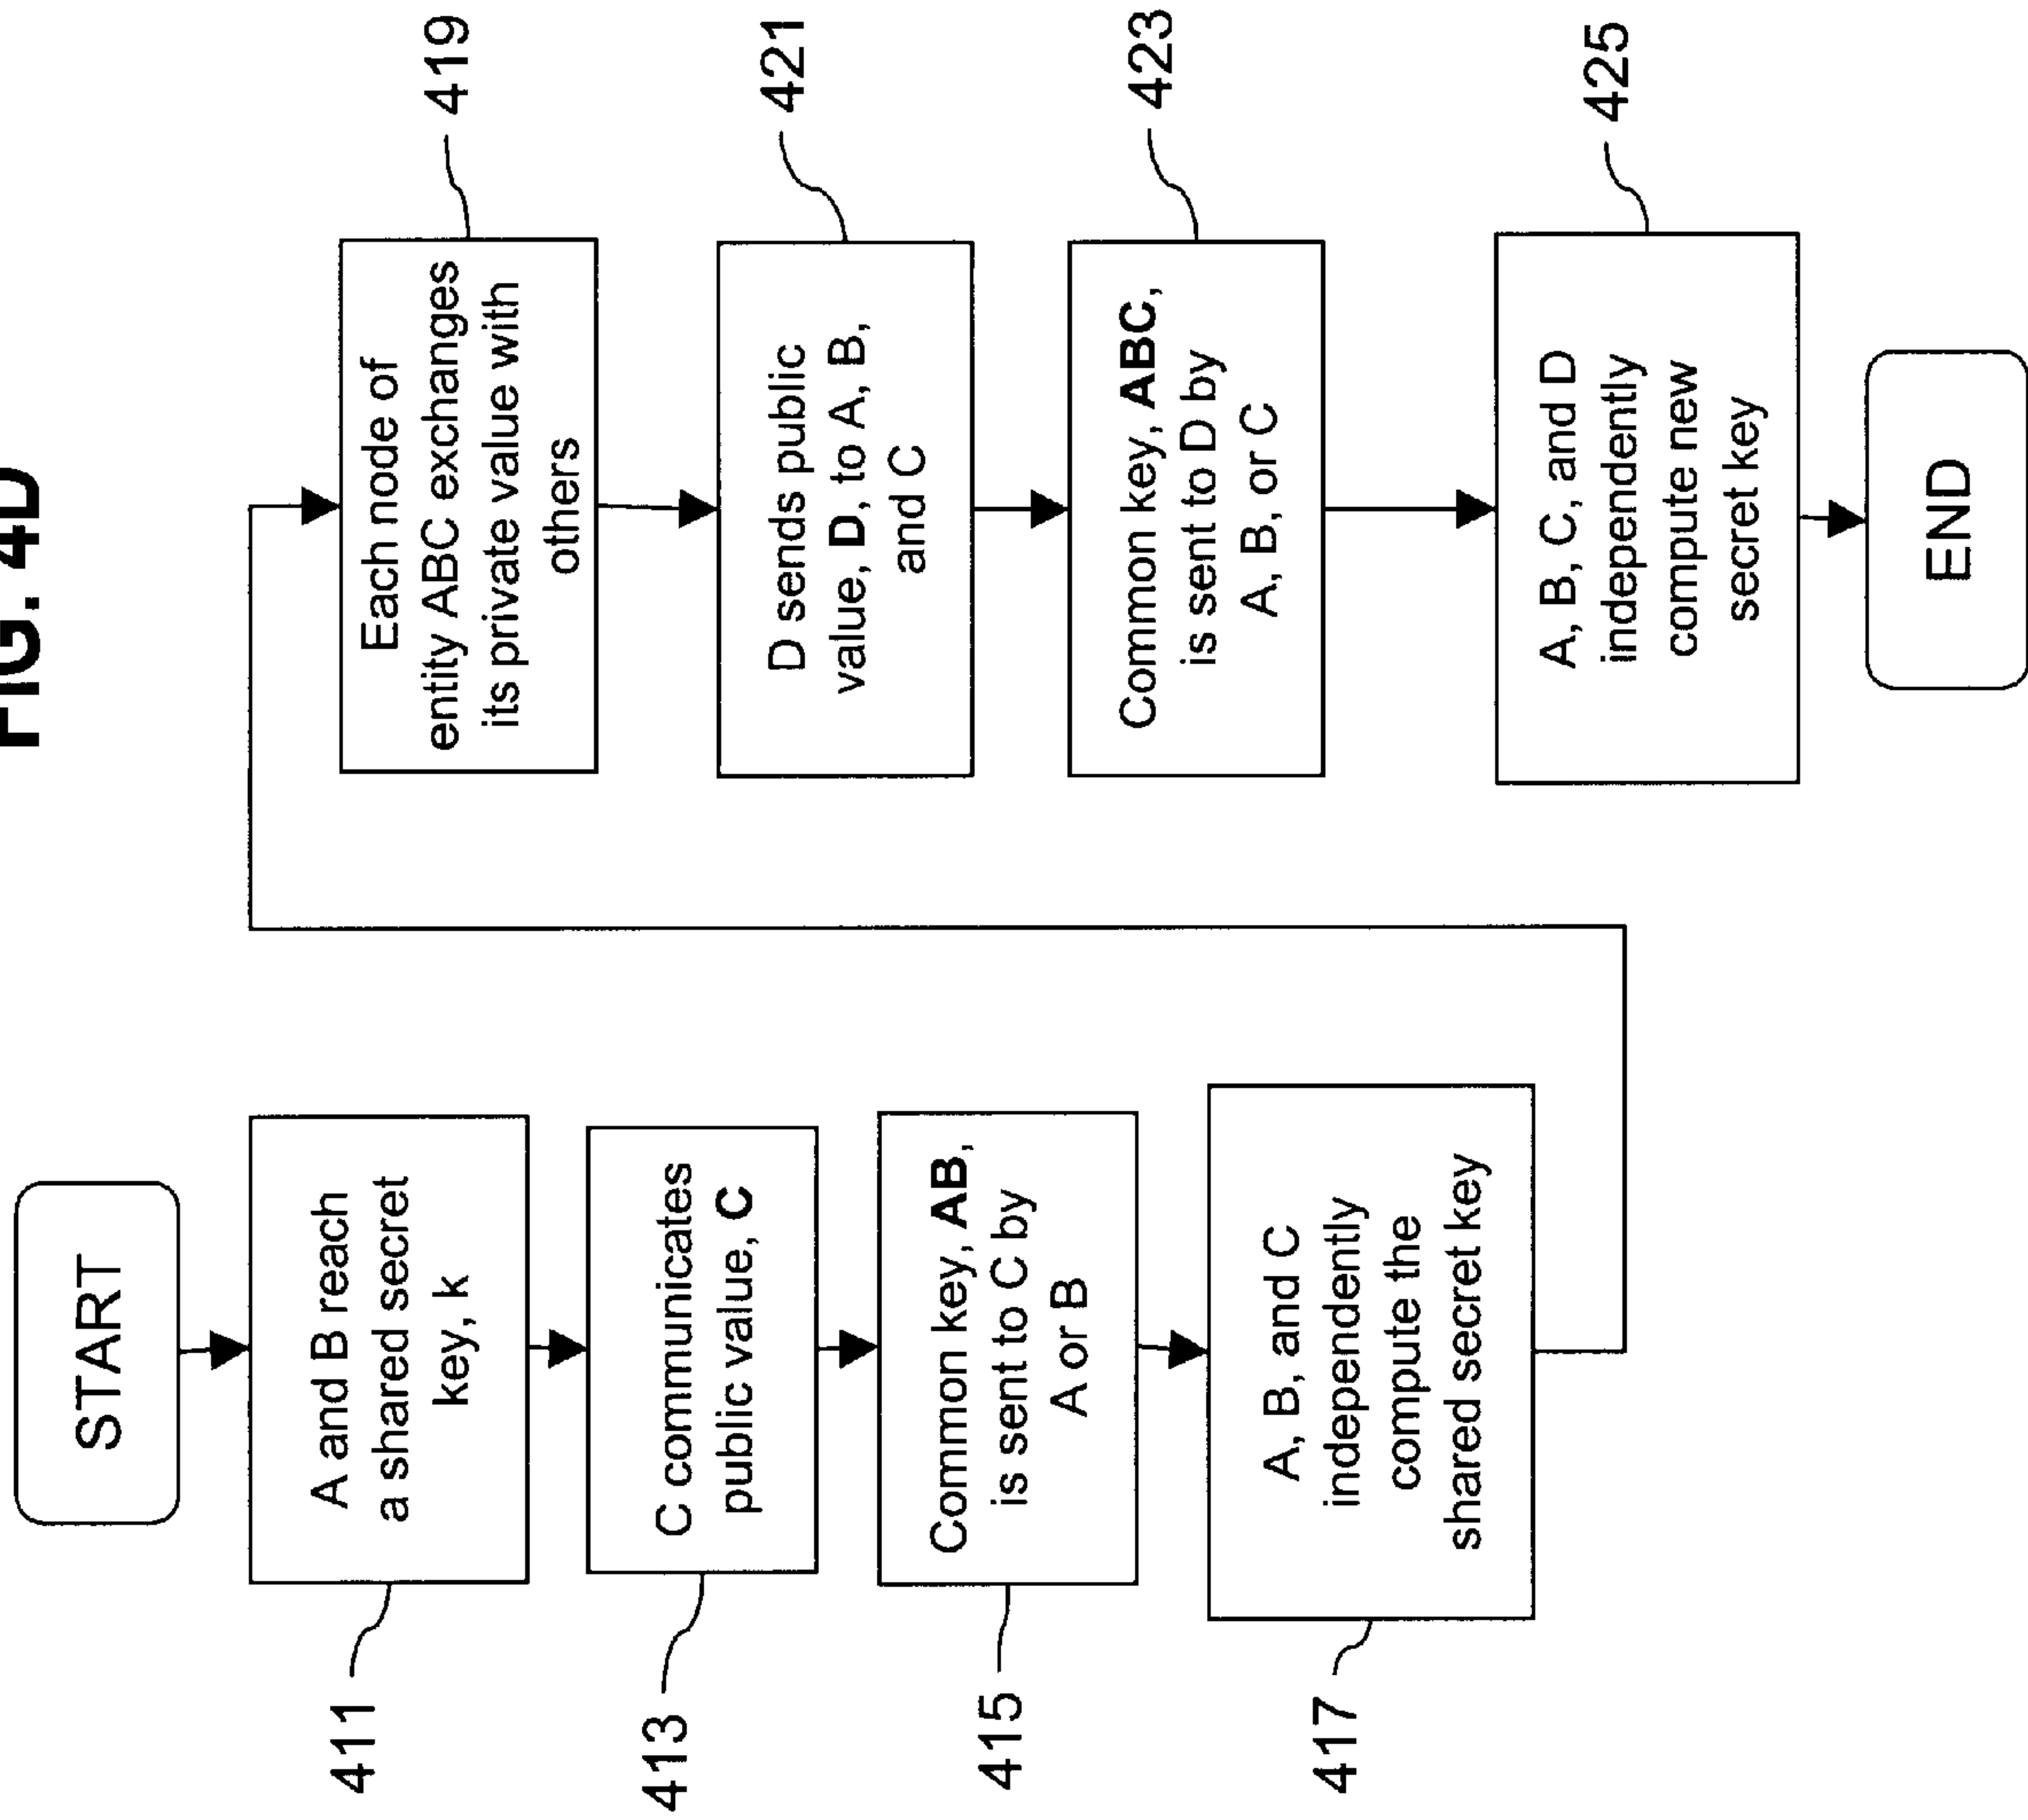 FIG. 4D
START
A and B reach
a shared secret
key, k
411
C communicates
public value, C
413
Common key, AB,
is sent to C by
A or B
415
A, B, and C
independently
compute the
shared secret key
417
Each node of
entity ABC exchanges
its private value with
others
419
D sends public
value, D, to A, B,
and C
421
Common key, ABC,
is sent to D by
A, B, or C
423
A, B, C, and D
independently
compute new
secret key
425
END